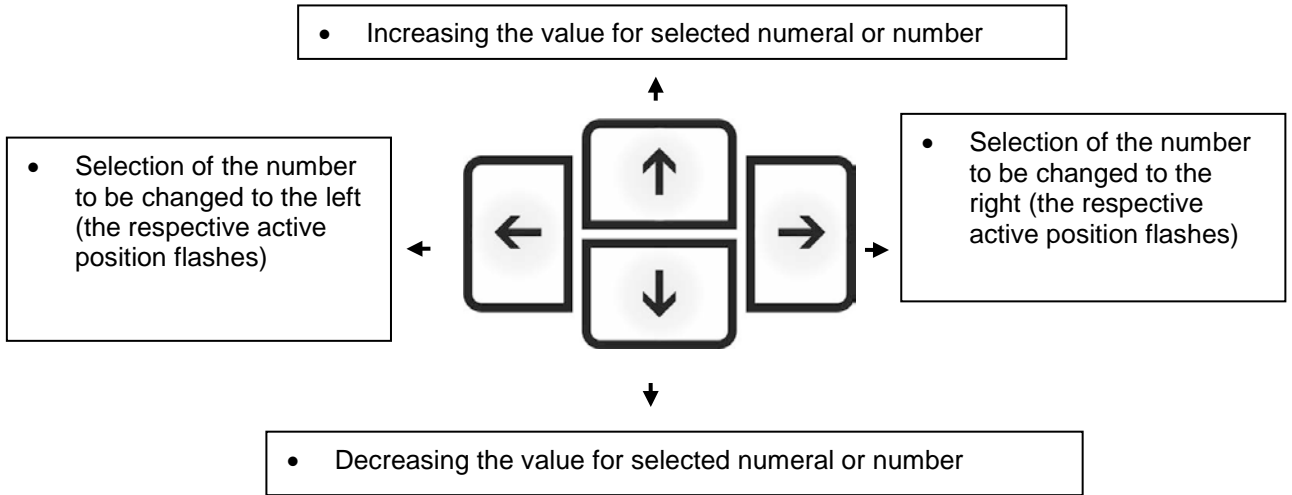 • Increasing the value for selected numeral or number
• Selection of the number
to be changed to the left
(the respective active
position flashes)
• Selection of the number
to be changed to the
right (the respective
active position flashes)
• Decreasing the value for selected numeral or number